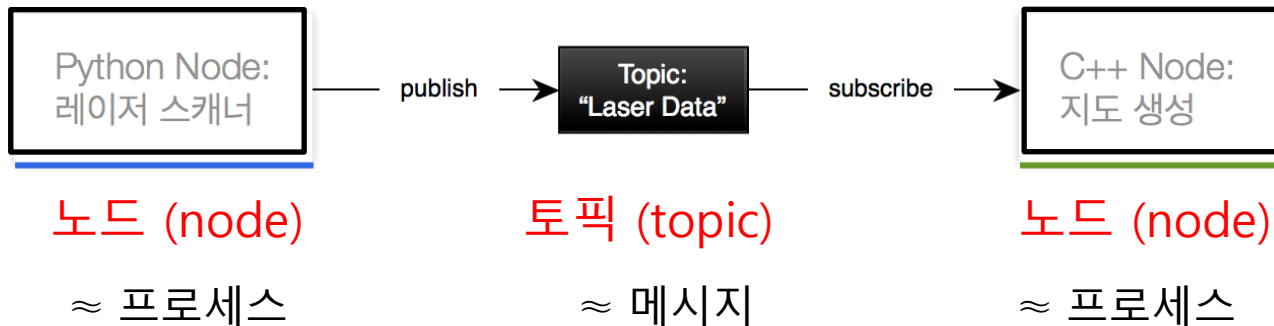 Python Node:
레이저 스캐너
publish
Topic:
“Laser Data”
subscribe
C++ Node:
지도 생성
노드 (node)
토픽 (topic)
노드 (node)
≈ 프로세스
≈ 메시지
≈ 프로세스